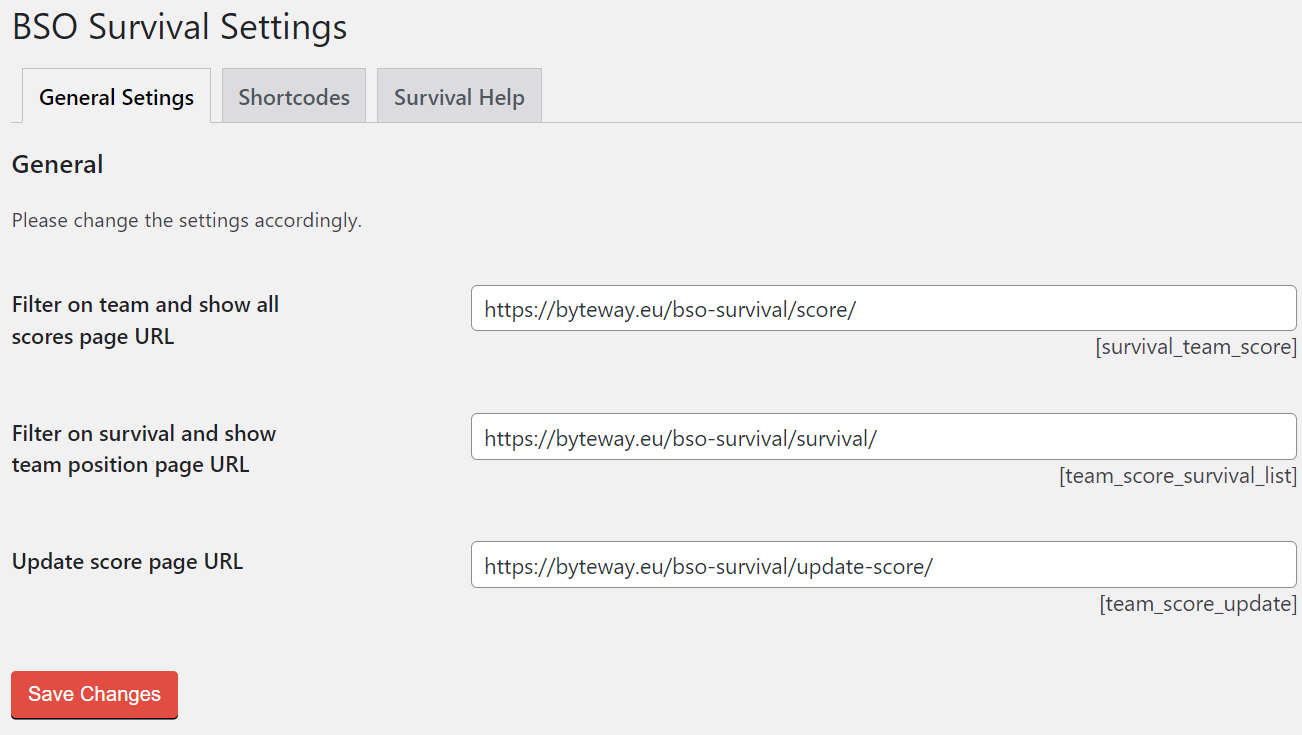 BSO Survival Settings
General Setings
Shortcodes
Survival Help
General
Please change the settings accordingly.
Filter on team and show all
scores page URL
https://byteway.eu/bso-survival/score/
[survival_team_score]
Filter on survival and show
team position page URL
https://byteway.eu/bso-survival/survival/
[team_score_survival_list]
Update score page URL
https://byteway.eu/bso-survival/update-score/
[team_score_update]
Save Changes